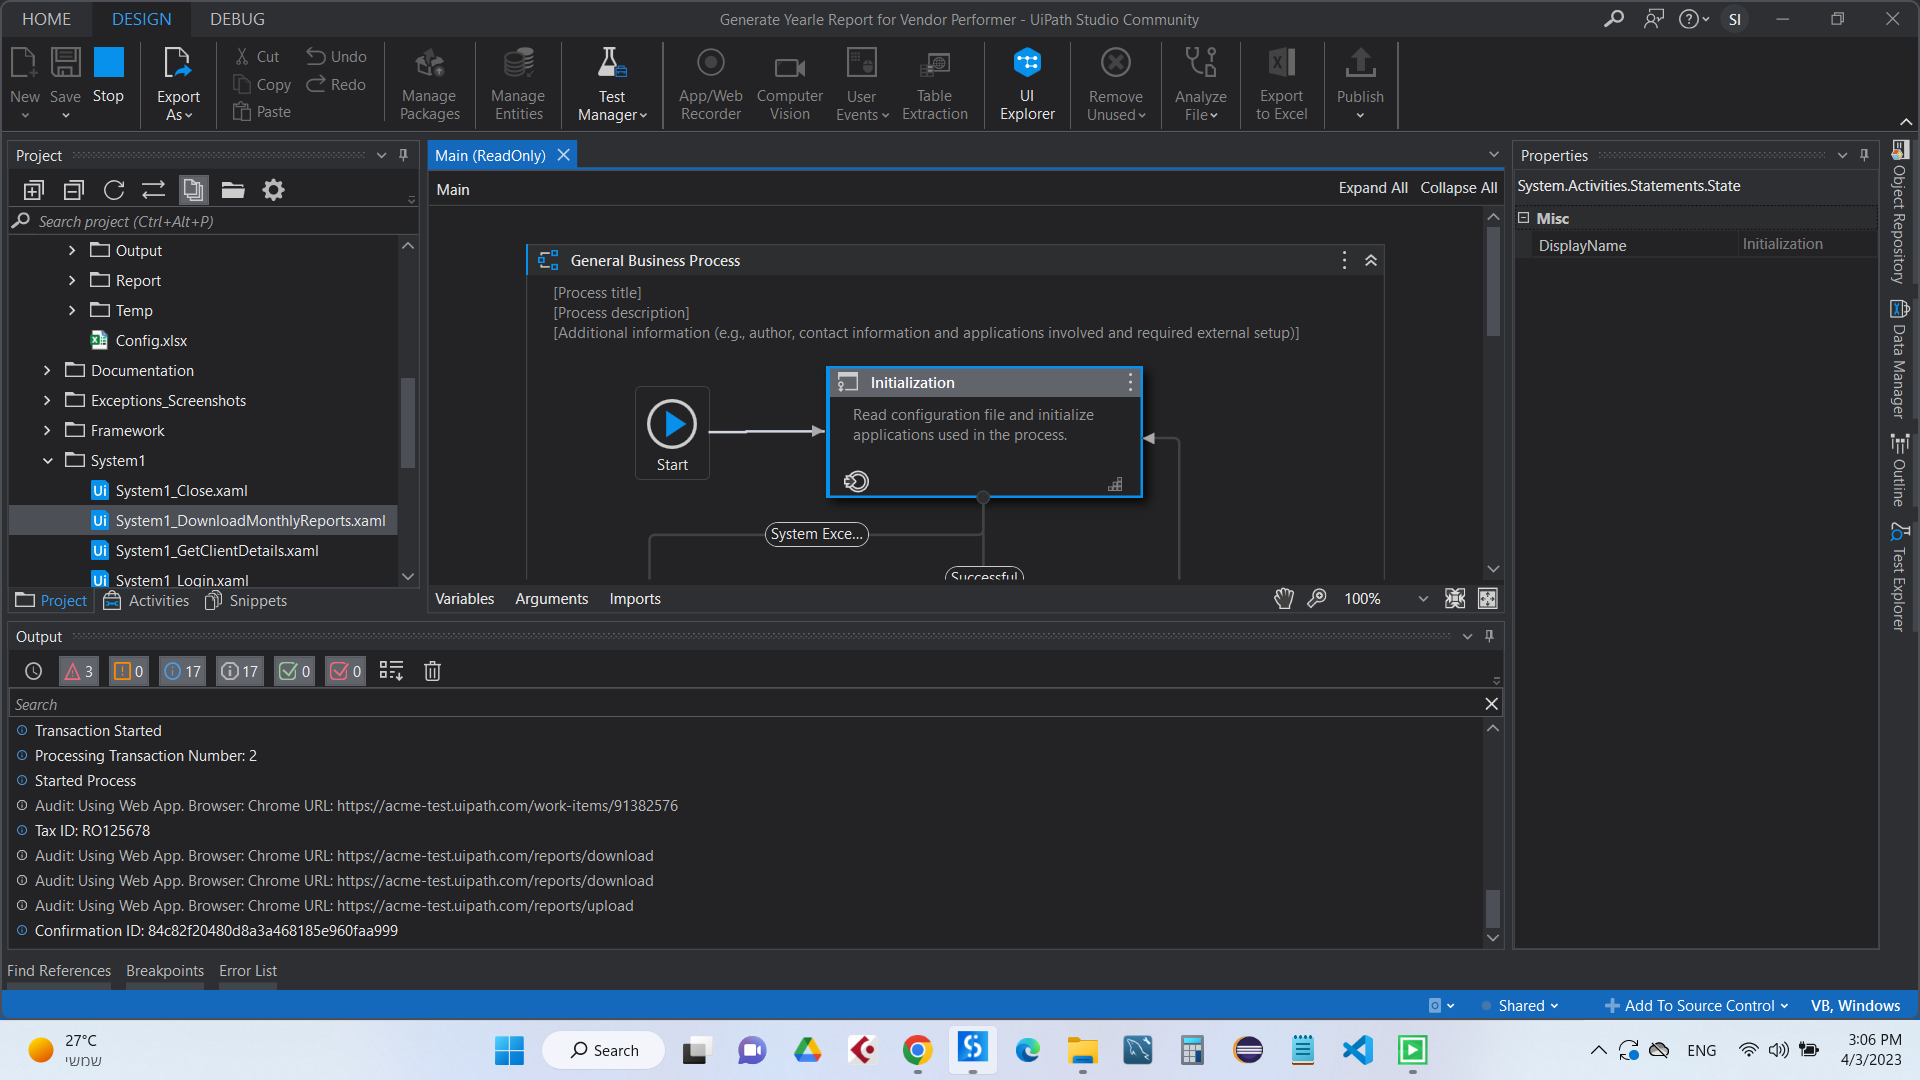 HOME
DESIGN
DEBUG
Generate Yearle Report for Vendor Performer - UiPath Studio Community
SI
New
Save
Stop
Export As
Cut
Copy
Paste
Undo
Redo
Manage Packages
Manage Entities
Test Manager
App/Web Recorder
Computer Vision
User Events
Table Extraction
UI Explorer
Remove Unused
Analyze File
Export to Excel
Publish
Project
Search project (Ctrl+Alt+P)
Output
Report
Temp
Config.xlsx
Documentation
Exceptions_Screenshots
Framework
System1
Ui System1_Close.xaml
Ui System1_DownloadMonthlyReports.xaml
Ui System1_GetClientDetails.xaml
Ui System1_Login.xaml
Project
Activities
Snippets
Main (ReadOnly)
Main
Expand All
Collapse All
General Business Process
[Process title]
[Process description]
[Additional information (e.g., author, contact information and applications involved and required external setup)]
Start
Initialization
Read configuration file and initialize
applications used in the process.
System Exce...
Successful
Variables
Arguments
Imports
100%
Properties
System.Activities.Statements.State
Misc
DisplayName
Initialization
Object Repository
Data Manager
Outline
Test Explorer
Output
3
0
17
17
0
0
Search
Transaction Started
Processing Transaction Number: 2
Started Process
Audit: Using Web App. Browser: Chrome URL: https://acme-test.uipath.com/work-items/91382576
Tax ID: RO125678
Audit: Using Web App. Browser: Chrome URL: https://acme-test.uipath.com/reports/download
Audit: Using Web App. Browser: Chrome URL: https://acme-test.uipath.com/reports/download
Audit: Using Web App. Browser: Chrome URL: https://acme-test.uipath.com/reports/upload
Confirmation ID: 84c82f20480d8a3a468185e960faa999
Find References
Breakpoints
Error List
Shared
Add To Source Control
VB, Windows
27°C
שמשי
Search
ENG
3:06 PM
4/3/2023